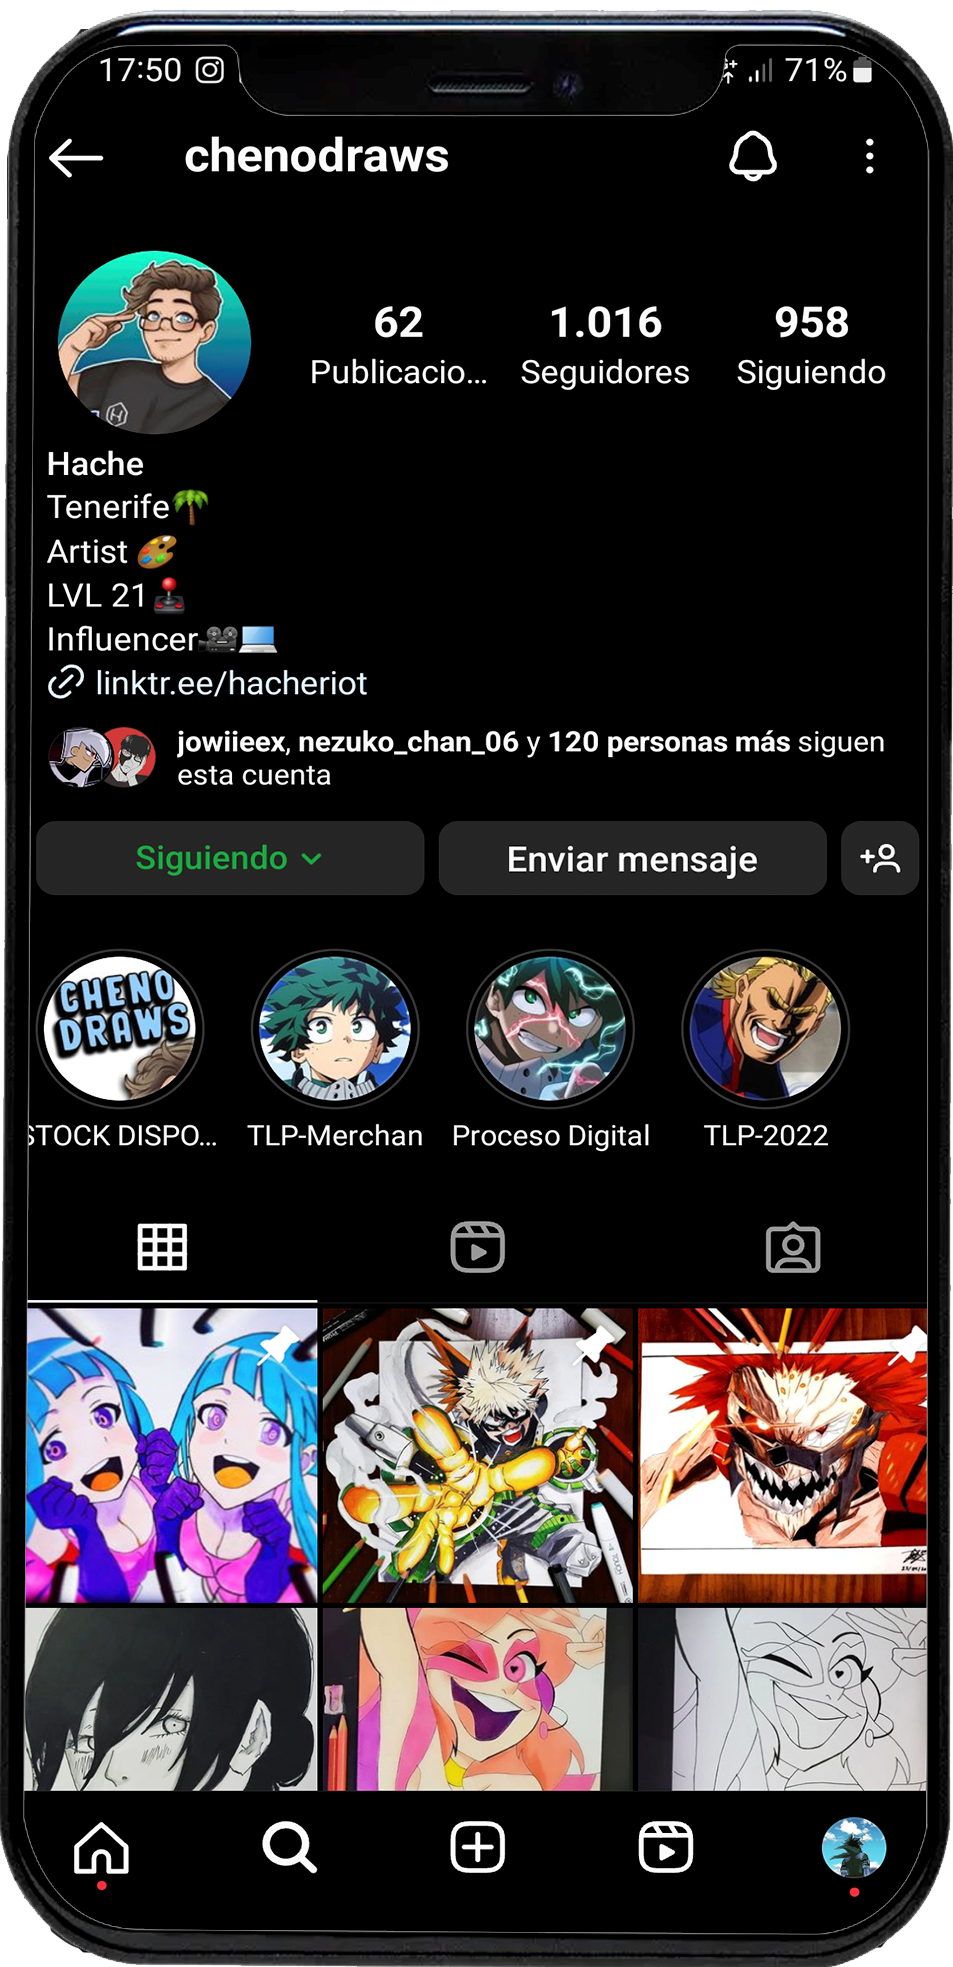 17:50
71%
chenodraws
62
1.016
958
Publicacio...
Seguidores
Siguiendo
Hache
Tenerife🌴
Artist 🎨
LVL 21🕹️
Influencer🎥💻
linktr.ee/hacheriot
jowiieex, nezuko_chan_06 y 120 personas más siguen
esta cuenta
Siguiendo
Enviar mensaje
CHENO
DRAWS
STOCK DISPO...
TLP-Merchan
Proceso Digital
TLP-2022